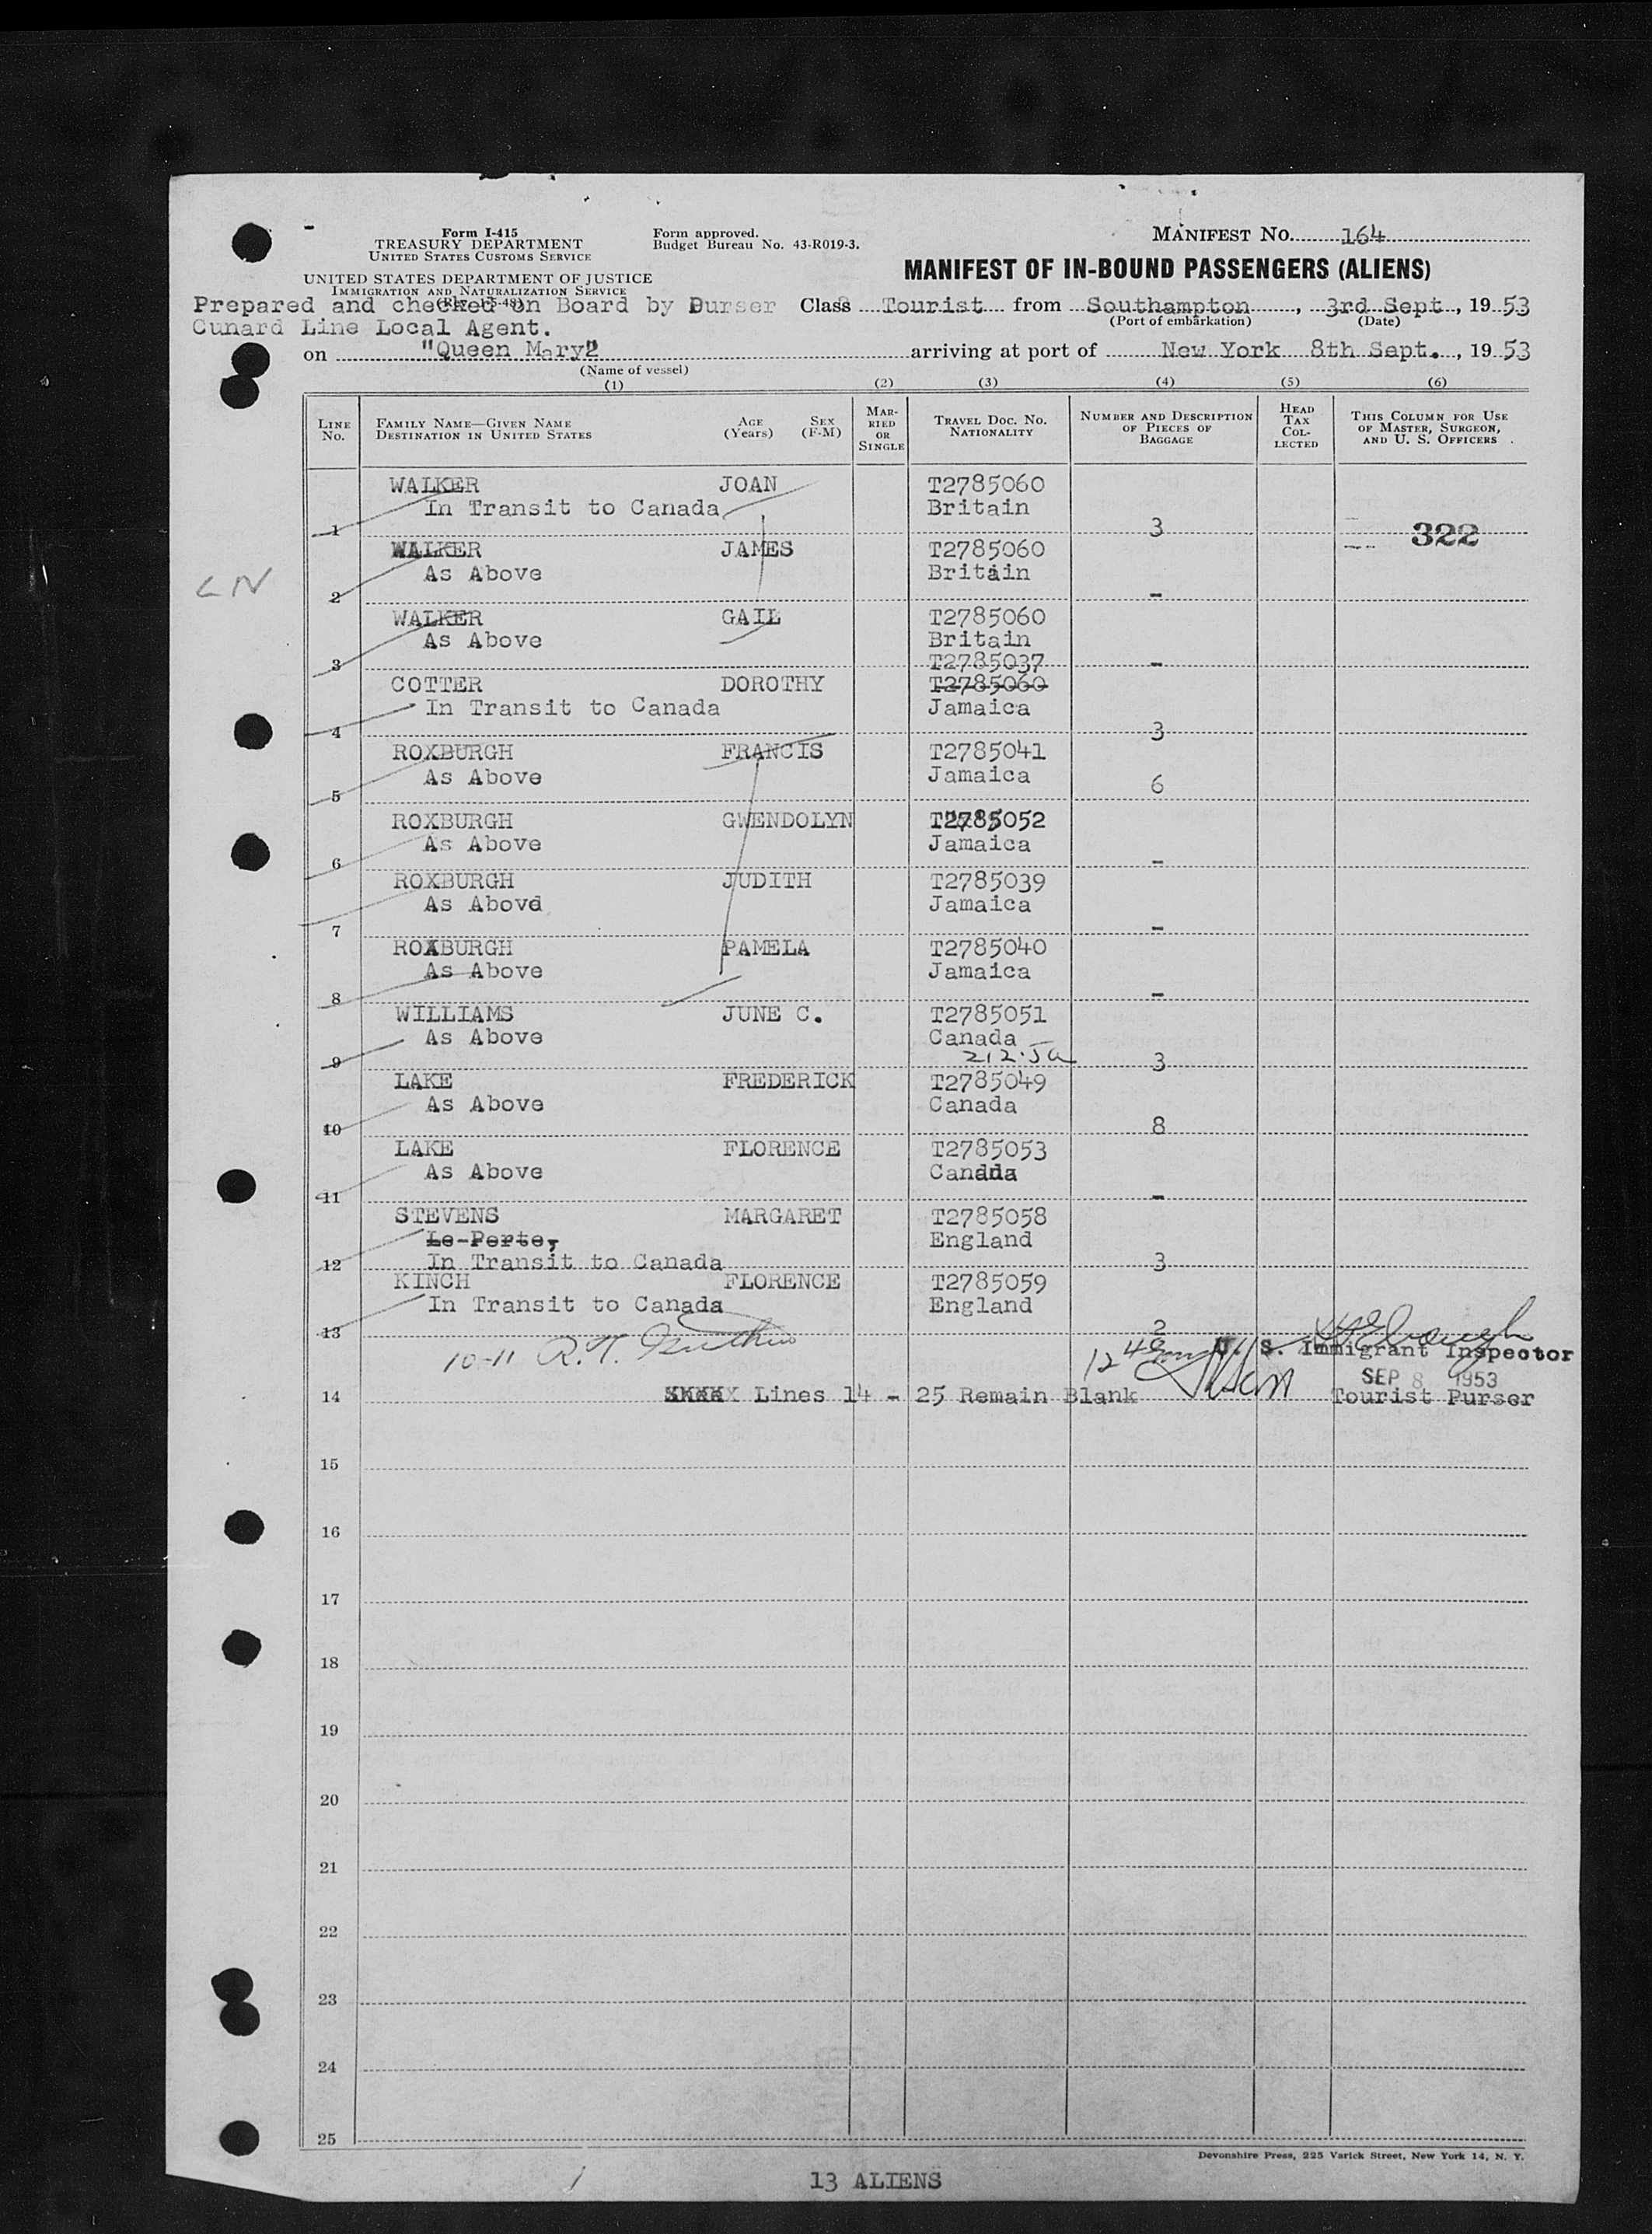 Form I-415
TREASURY DEPARTMENT
UNITED STATES CUSTOMS SERVICE
Form approved.
Budget Bureau No. 43-R019-3.
MANIFEST NO. 164
UNITED STATES DEPARTMENT OF JUSTICE
IMMIGRATION AND NATURALIZATION SERVICE
MANIFEST OF IN-BOUND PASSENGERS (ALIENS)
Prepared and checked on Board by Purser Class Tourist from Southampton, 3rd Sept, 1953
(Port of embarkation) (Date)
Cunard Line Local Agent.
on "Queen Mary" arriving at port of New York 8th Sept., 1953
(Name of vessel)
(1) (2) (3) (4) (5) (6)
LINE NO. FAMILY NAME—GIVEN NAME DESTINATION IN UNITED STATES AGE (YEARS) SEX (F-M) MARRIED OR SINGLE TRAVEL DOC. NO. NATIONALITY NUMBER AND DESCRIPTION OF PIECES OF BAGGAGE HEAD TAX COLLECTED THIS COLUMN FOR USE OF MASTER, SURGEON, AND U. S. OFFICERS
WALKER JOAN T2785060
In Transit to Canada Britain
1 3 322
WALKER JAMES T2785060
As Above Britain
2 -
WALKER GAIL T2785060
As Above Britain
3 T2785037 -
COTTER DOROTHY T2785060
In Transit to Canada Jamaica
4 3
ROXBURGH FRANCIS T2785041
As Above Jamaica 6
5
ROXBURGH GWENDOLYN T2785052
As Above Jamaica
6 -
ROXBURGH JUDITH T2785039
As Abovd Jamaica
7 -
ROXBURGH PAMELA T2785040
As Above Jamaica
8 -
WILLIAMS JUNE C. T2785051
As Above Canada
9 3
LAKE FREDERICK T2785049
As Above Canada
10 8
LAKE FLORENCE T2785053
As Above Canada
11 -
STEVENS MARGARET T2785058
Le Porte, England
12 In Transit to Canada 3
KINCH FLORENCE T2785059
In Transit to Canada England
13 2
10-11 R.T.
U. S. Immigrant Inspector
SEP 8 1953
14 Lines 14 - 25 Remain Blank Tourist Purser
15
16
17
18
19
20
21
22
23
24
25
Devonshire Press, 225 Varick Street, New York 14, N. Y.
13 ALIENS